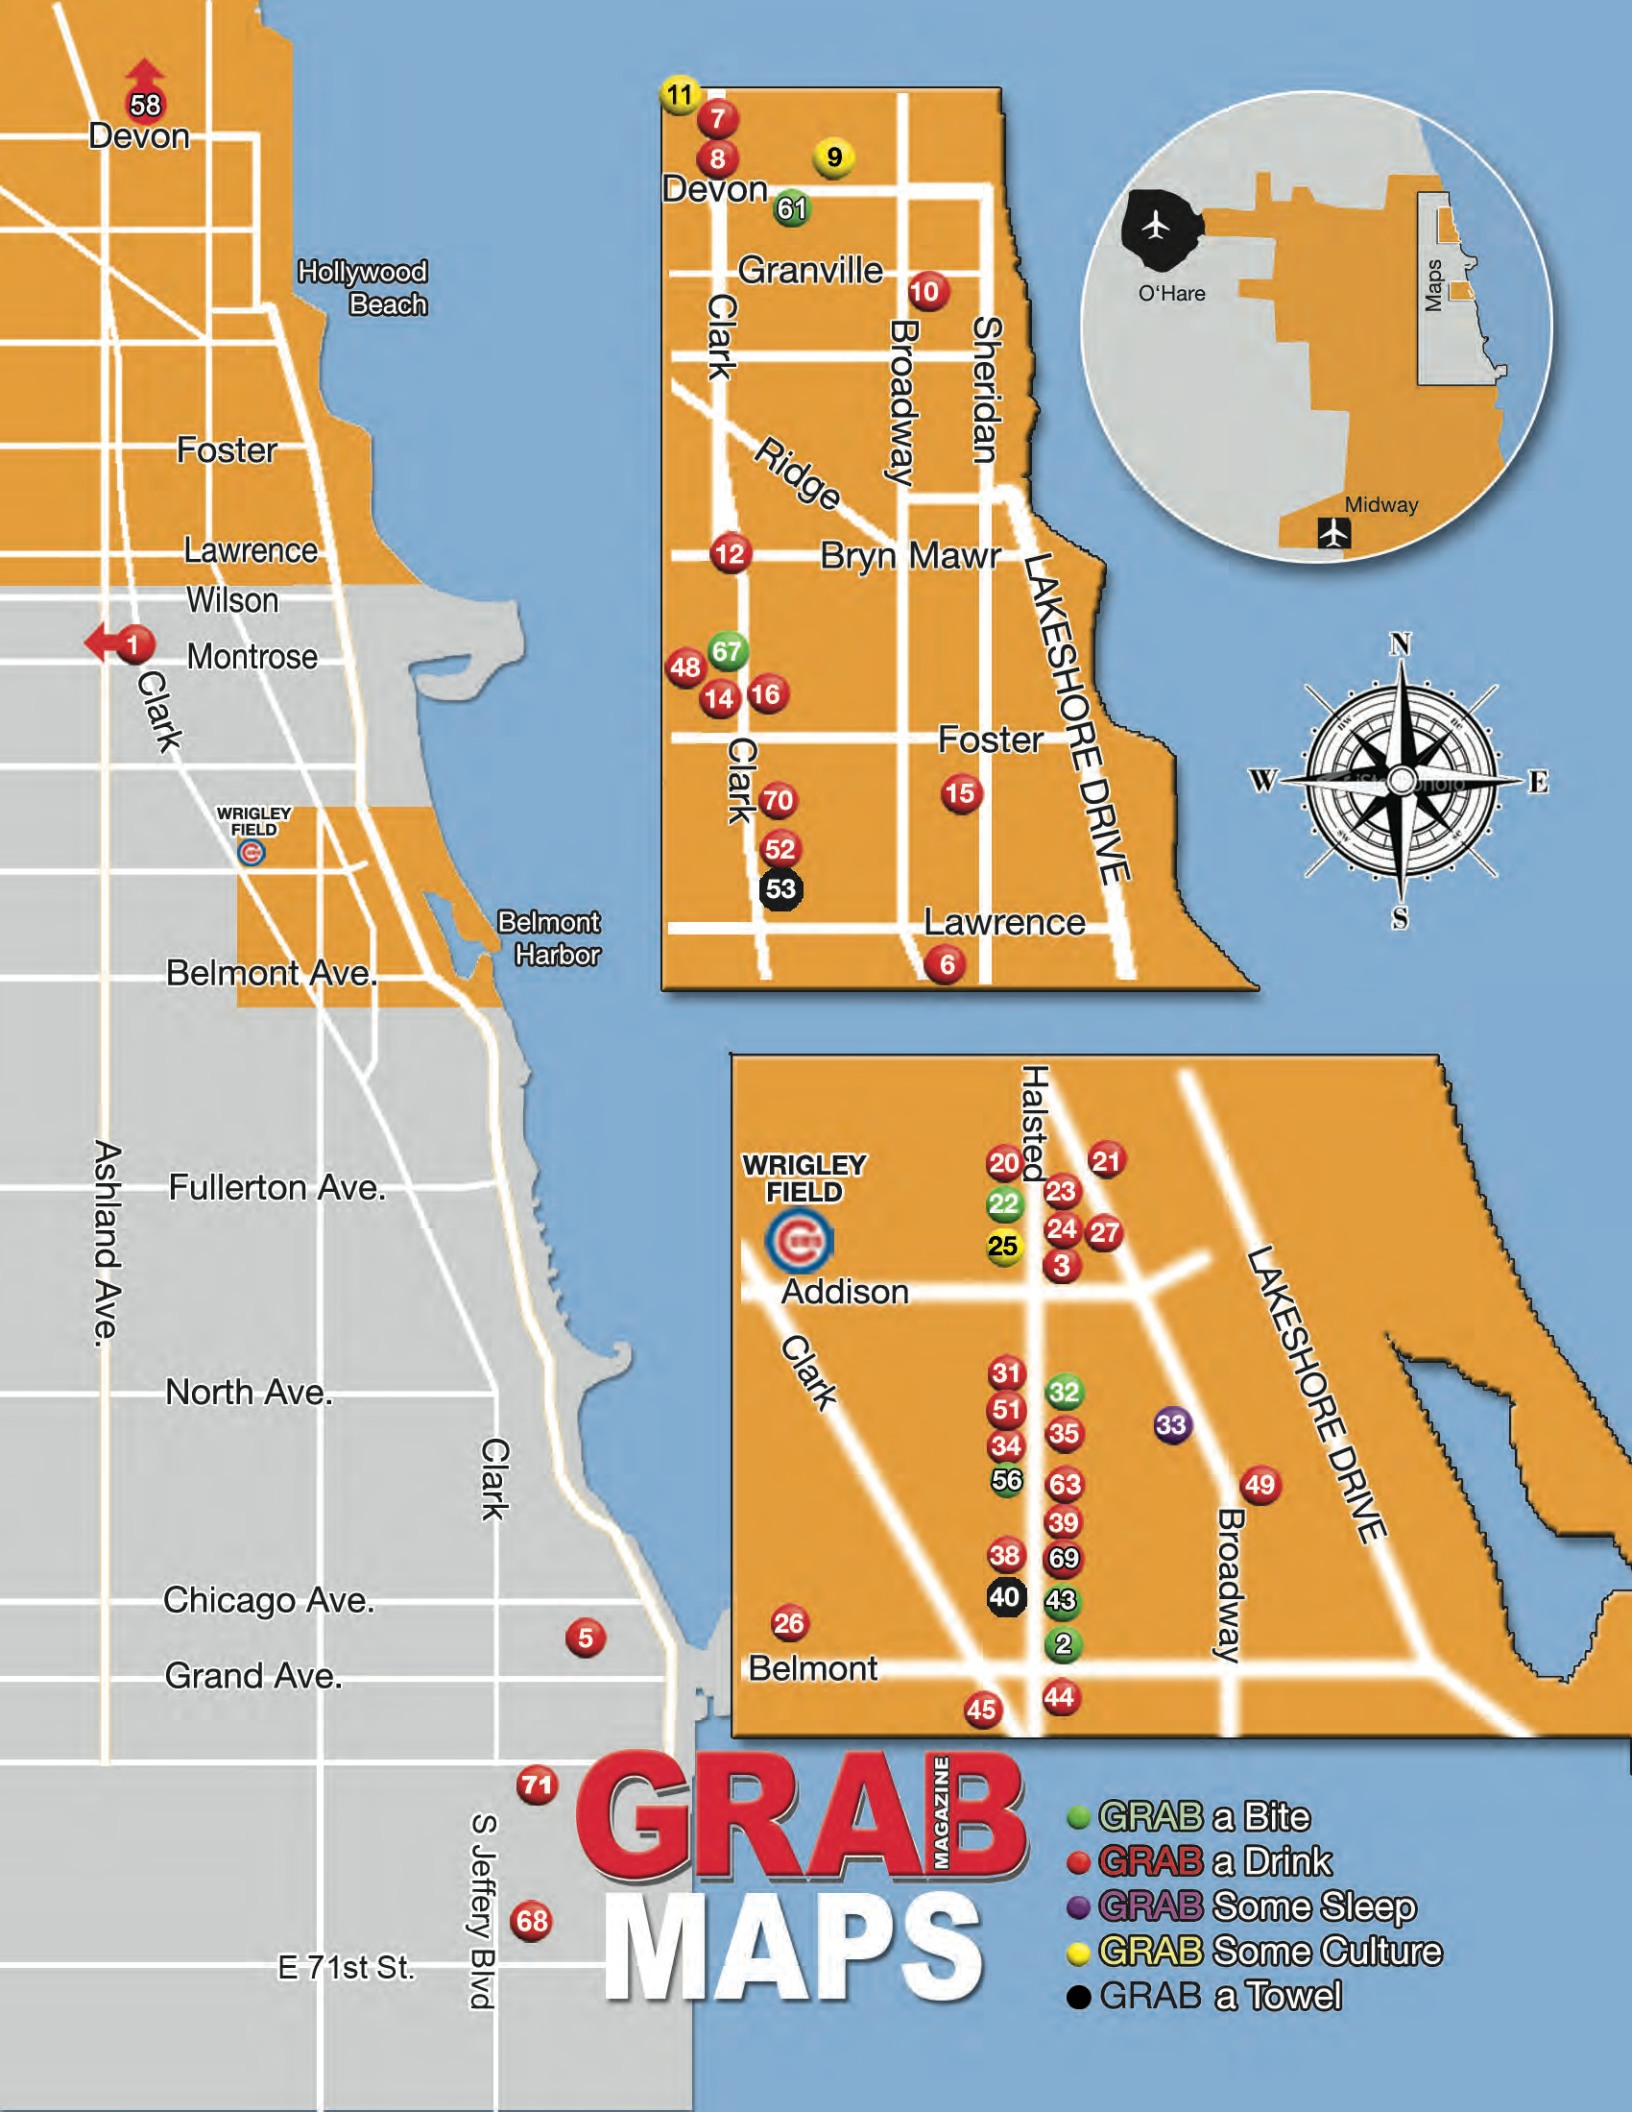 58
Devon
Hollywood
Beach
Foster
Lawrence
Wilson
1
Montrose
Clark
WRIGLEY
FIELD
Belmont
Harbor
Belmont Ave.
Ashland Ave.
Fullerton Ave.
North Ave.
Clark
Chicago Ave.
5
Grand Ave.
71
S Jeffery Blvd
68
E 71st St.
11
7
8
9
Devon
61
Granville
10
Clark
Broadway
Sheridan
Ridge
12
Bryn Mawr
LAKESHORE DRIVE
67
48
14
16
Foster
Clark
70
15
52
53
Lawrence
6
O'Hare
Maps
Midway
N
nw
ne
W
iStockphoto
E
sw
se
S
Halsted
WRIGLEY
FIELD
20
21
22
23
24
27
25
3
Addison
Clark
LAKESHORE DRIVE
31
32
51
35
33
34
56
63
49
39
Broadway
38
69
40
43
26
2
Belmont
45
44
GRAB
MAGAZINE
MAPS
GRAB a Bite
GRAB a Drink
GRAB Some Sleep
GRAB Some Culture
GRAB a Towel